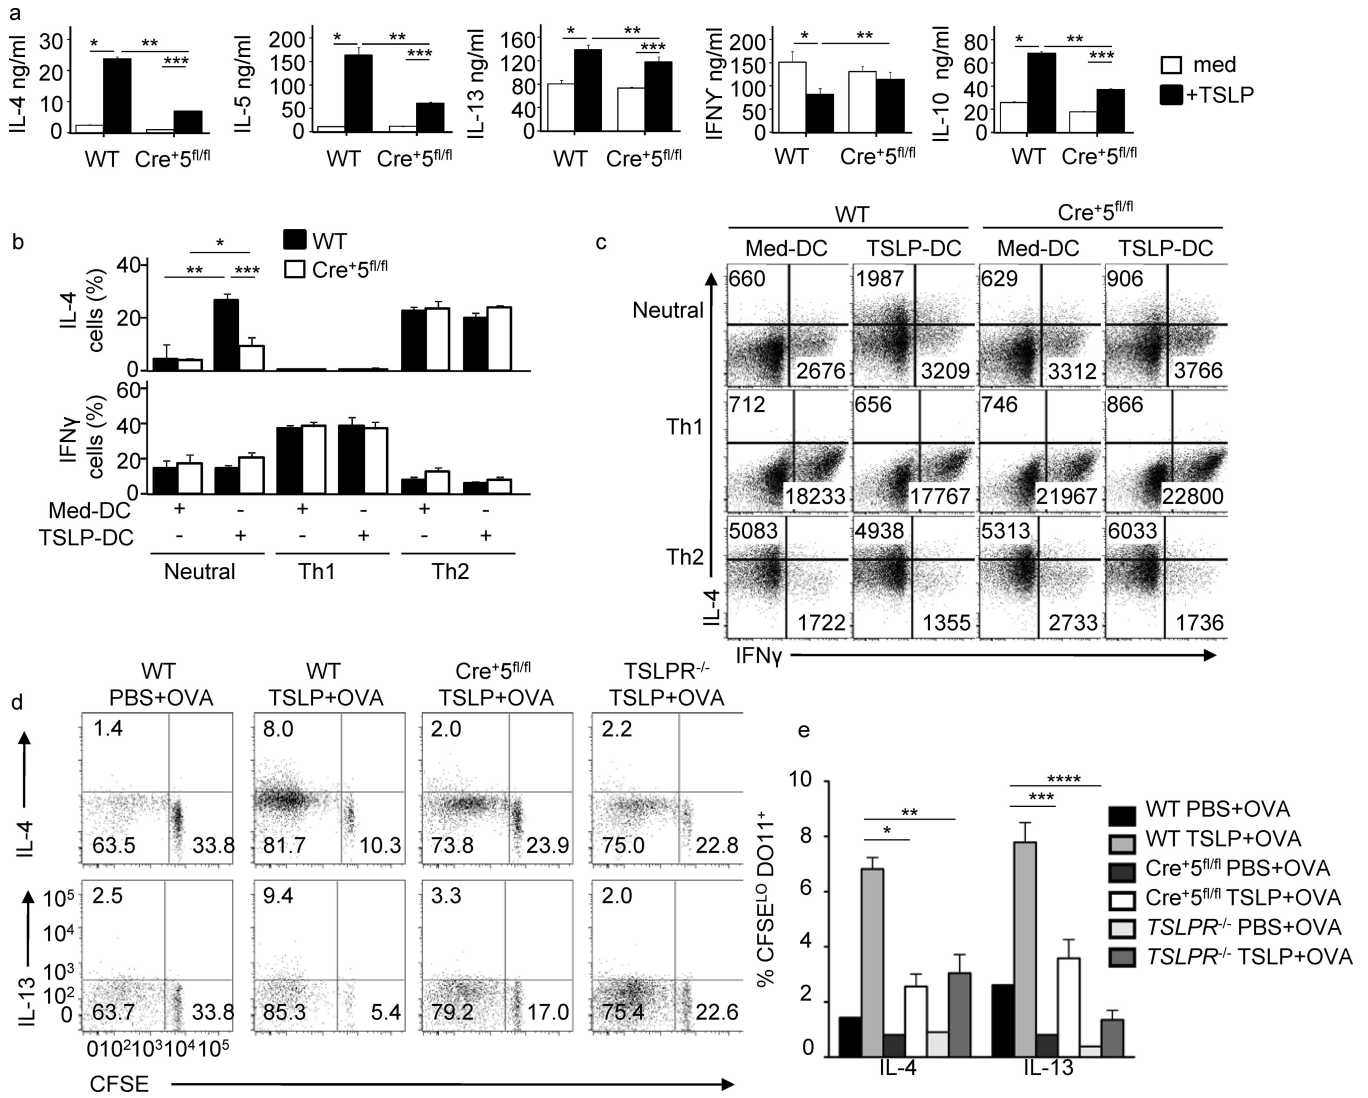 a
IL-4 ng/ml
30
20
10
0
* ** ***
WT Cre⁺5fl/fl
IL-5 ng/ml
200
150
100
50
0
* ** ***
WT Cre⁺5fl/fl
IL-13 ng/ml
160
120
80
40
0
* ** ***
WT Cre⁺5fl/fl
IFNϒ ng/ml
200
150
100
50
0
* **
WT Cre⁺5fl/fl
IL-10 ng/ml
80
60
40
20
0
* ** ***
WT Cre⁺5fl/fl
med
+TSLP
b
WT
Cre⁺5fl/fl
IL-4 cells (%)
40
20
0
*
** ***
IFNγ cells (%)
60
40
20
0
Med-DC + - + - + -
TSLP-DC - + - + - +
Neutral Th1 Th2
c
WT Cre⁺5fl/fl
Med-DC TSLP-DC Med-DC TSLP-DC
Neutral
660 1987 629 906
2676 3209 3312 3766
Th1
712 656 746 866
18233 17767 21967 22800
Th2
5083 4938 5313 6033
1722 1355 2733 1736
IL-4
IFNγ
d
WT WT Cre⁺5fl/fl TSLPR-/-
PBS+OVA TSLP+OVA TSLP+OVA TSLP+OVA
IL-4
1.4 8.0 2.0 2.2
63.5 33.8 81.7 10.3 73.8 23.9 75.0 22.8
IL-13
10⁵
10⁴
10³
10²
0
2.5 9.4 3.3 2.0
63.7 33.8 85.3 5.4 79.2 17.0 75.4 22.6
0 10² 10³ 10⁴ 10⁵
CFSE
e
% CFSE^LO DO11⁺
10
8
6
4
2
0
** *
**** ***
IL-4 IL-13
WT PBS+OVA
WT TSLP+OVA
Cre⁺5fl/fl PBS+OVA
Cre⁺5fl/fl TSLP+OVA
TSLPR-/- PBS+OVA
TSLPR-/- TSLP+OVA